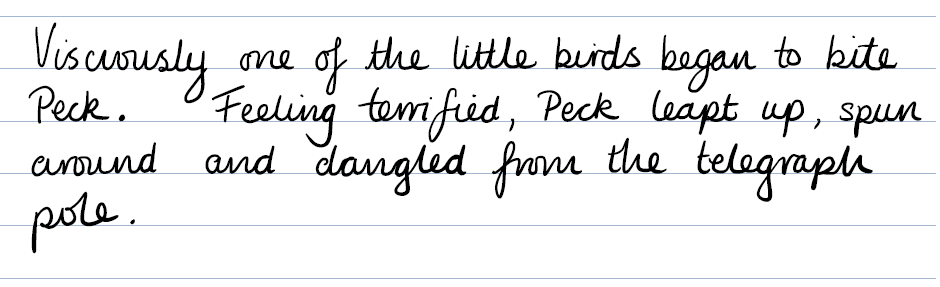 Viscuously one of the little birds began to bite
Peck. Feeling terrified, Peck leapt up, spun
around and dangled from the telegraph
pole.